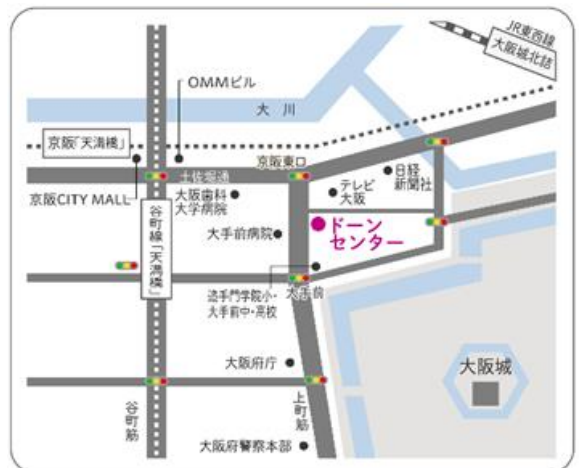 JR東西線
大阪城北詰
OMMビル
大 川
京阪「天満橋」
京阪東口
土佐堀通
京阪CITY MALL
大阪歯科
大学病院
テレビ
大阪
日経
新聞社
谷町線「天満橋」
大手前病院
ドーン
センター
追手門学院小・
大手前中・高校
大手前
大阪府庁
大阪城
谷町筋
上町筋
大阪府警察本部